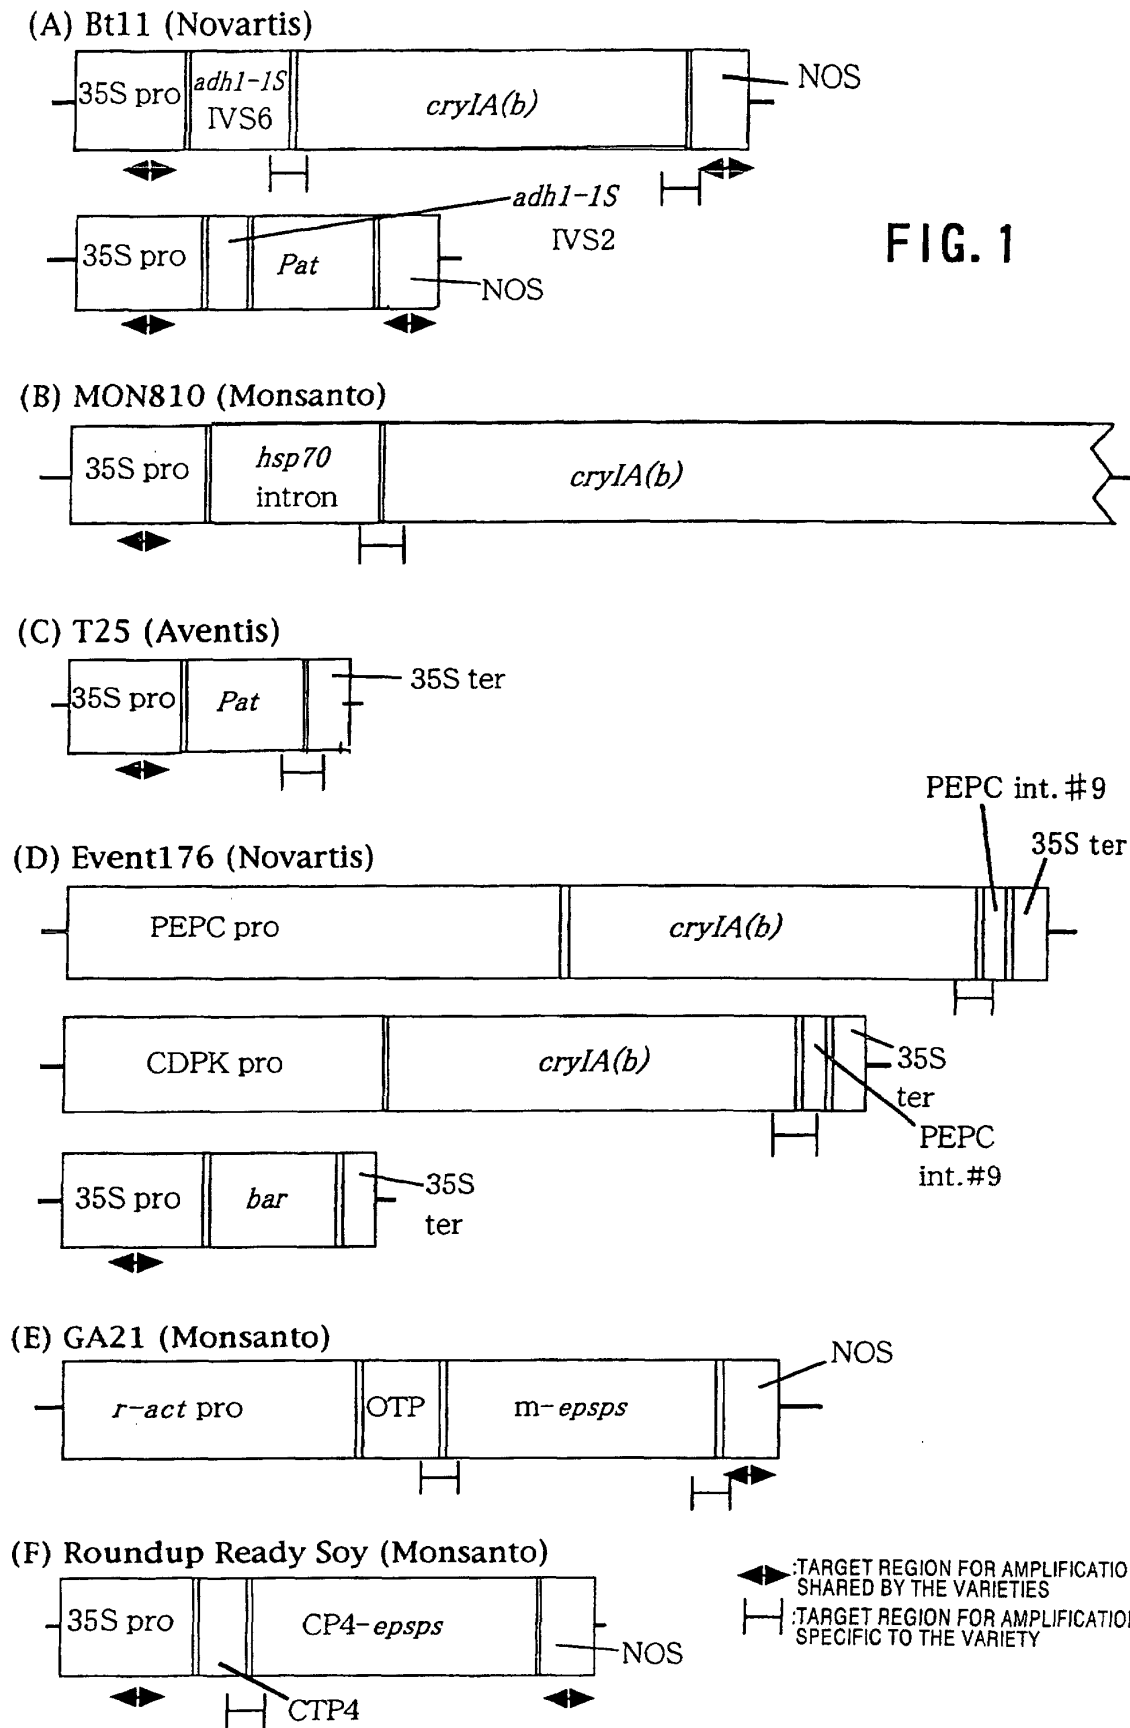 (A) Bt11 (Novartis)
35S pro
adh1-1S
IVS6
cryIA(b)
NOS
adh1-1S
IVS2
35S pro
Pat
NOS
FIG. 1
(B) MON810 (Monsanto)
35S pro
hsp70
intron
cryIA(b)
(C) T25 (Aventis)
35S pro
Pat
35S ter
PEPC int. #9
35S ter
(D) Event176 (Novartis)
PEPC pro
cryIA(b)
CDPK pro
cryIA(b)
35S
ter
PEPC
int.#9
35S pro
bar
35S
ter
(E) GA21 (Monsanto)
NOS
r-act pro
OTP
m-epsps
(F) Roundup Ready Soy (Monsanto)
35S pro
CP4-epsps
NOS
CTP4
:TARGET REGION FOR AMPLIFICATIO
SHARED BY THE VARIETIES
:TARGET REGION FOR AMPLIFICATION
SPECIFIC TO THE VARIETY